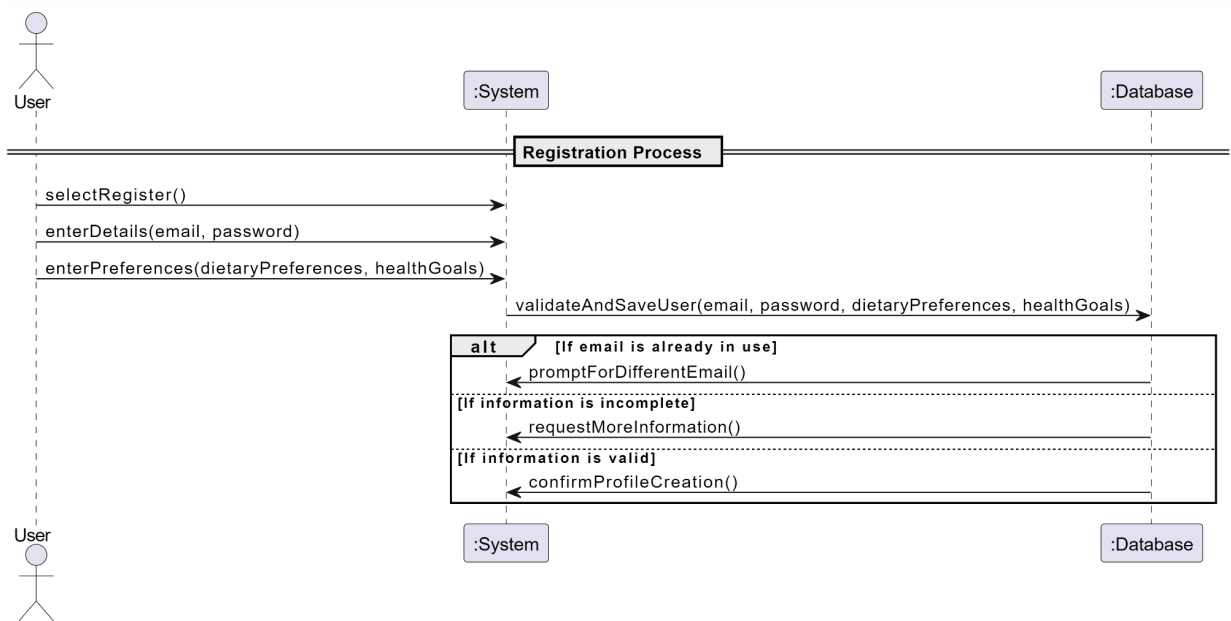 User
:System
:Database
Registration Process
selectRegister()
enterDetails(email, password)
enterPreferences(dietaryPreferences, healthGoals)
validateAndSaveUser(email, password, dietaryPreferences, healthGoals)
alt [If email is already in use]
promptForDifferentEmail()
[If information is incomplete]
requestMoreInformation()
[If information is valid]
confirmProfileCreation()
User
:System
:Database